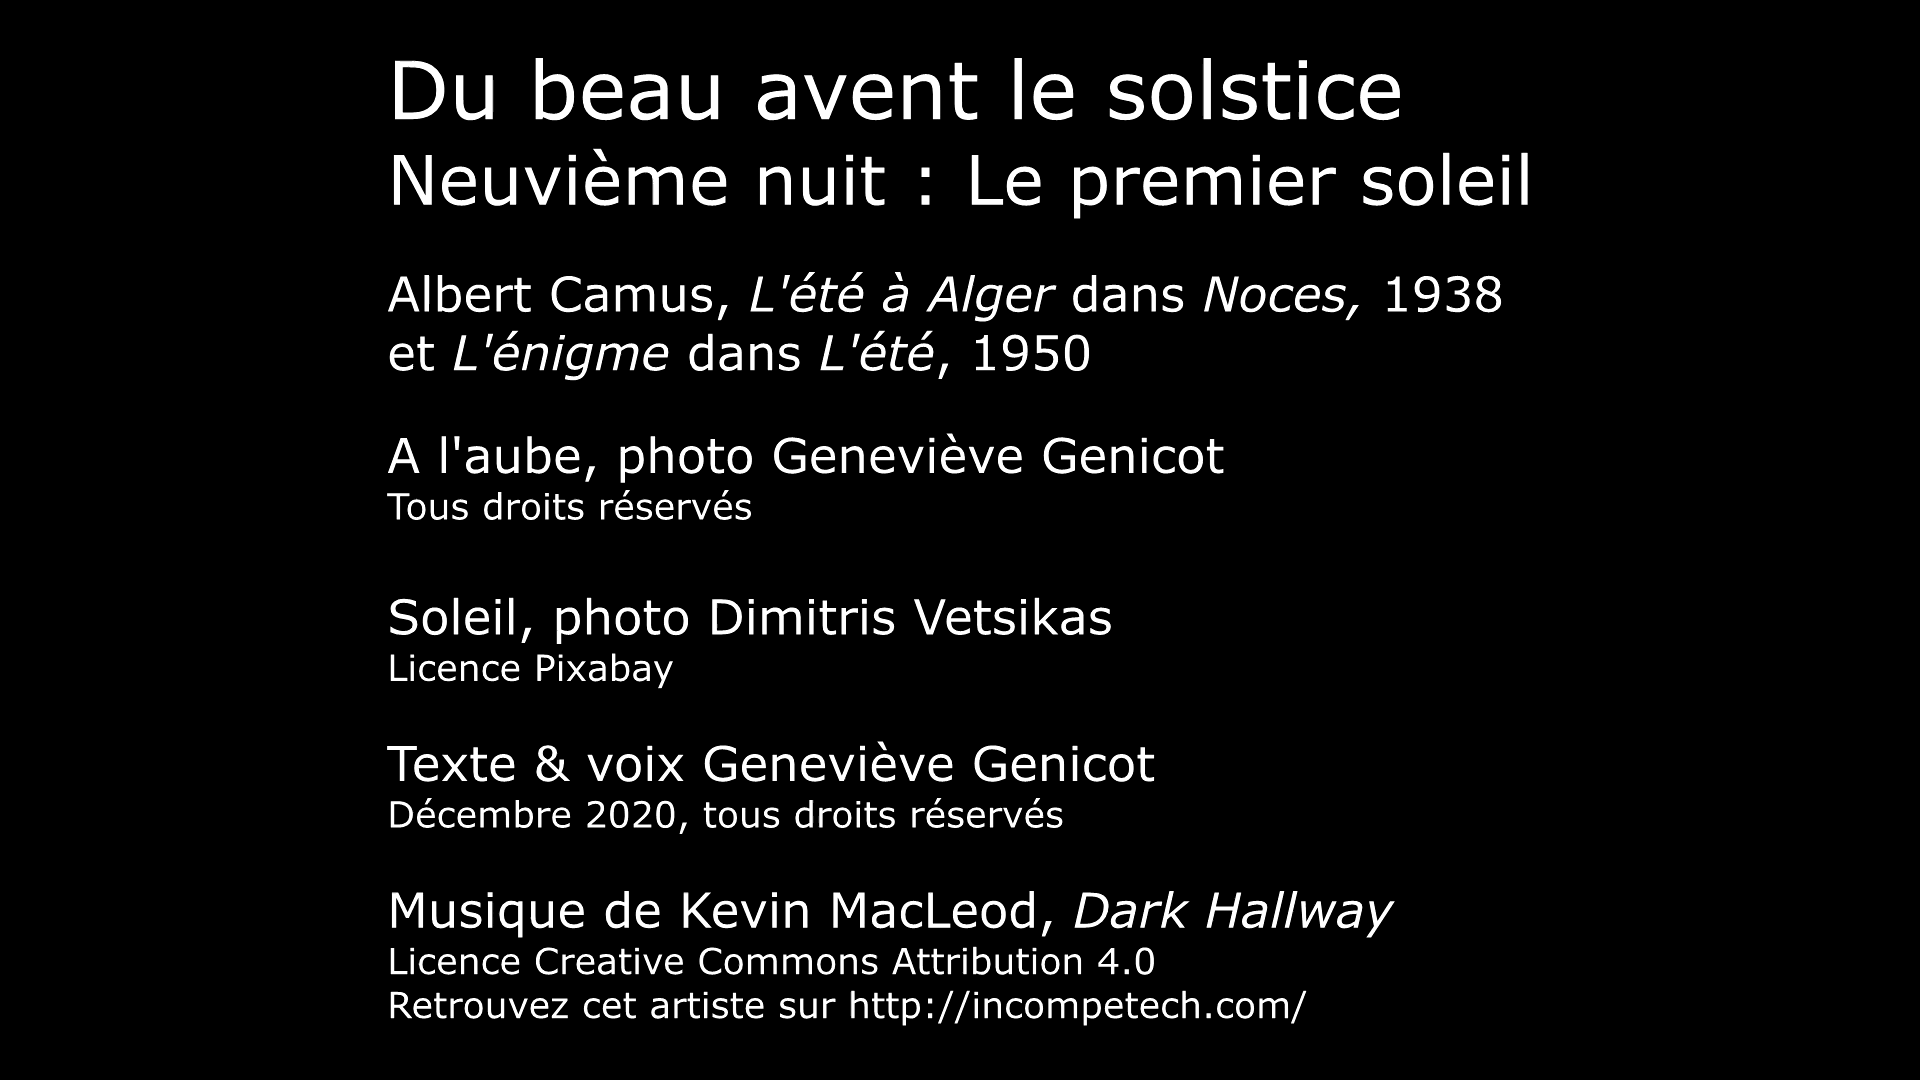 Du beau avent le solstice
Neuvième nuit : Le premier soleil
Albert Camus, L'été à Alger dans Noces, 1938
et L'énigme dans L'été, 1950
A l'aube, photo Geneviève Genicot
Tous droits réservés
Soleil, photo Dimitris Vetsikas
Licence Pixabay
Texte & voix Geneviève Genicot
Décembre 2020, tous droits réservés
Musique de Kevin MacLeod, Dark Hallway
Licence Creative Commons Attribution 4.0
Retrouvez cet artiste sur http://incompetech.com/